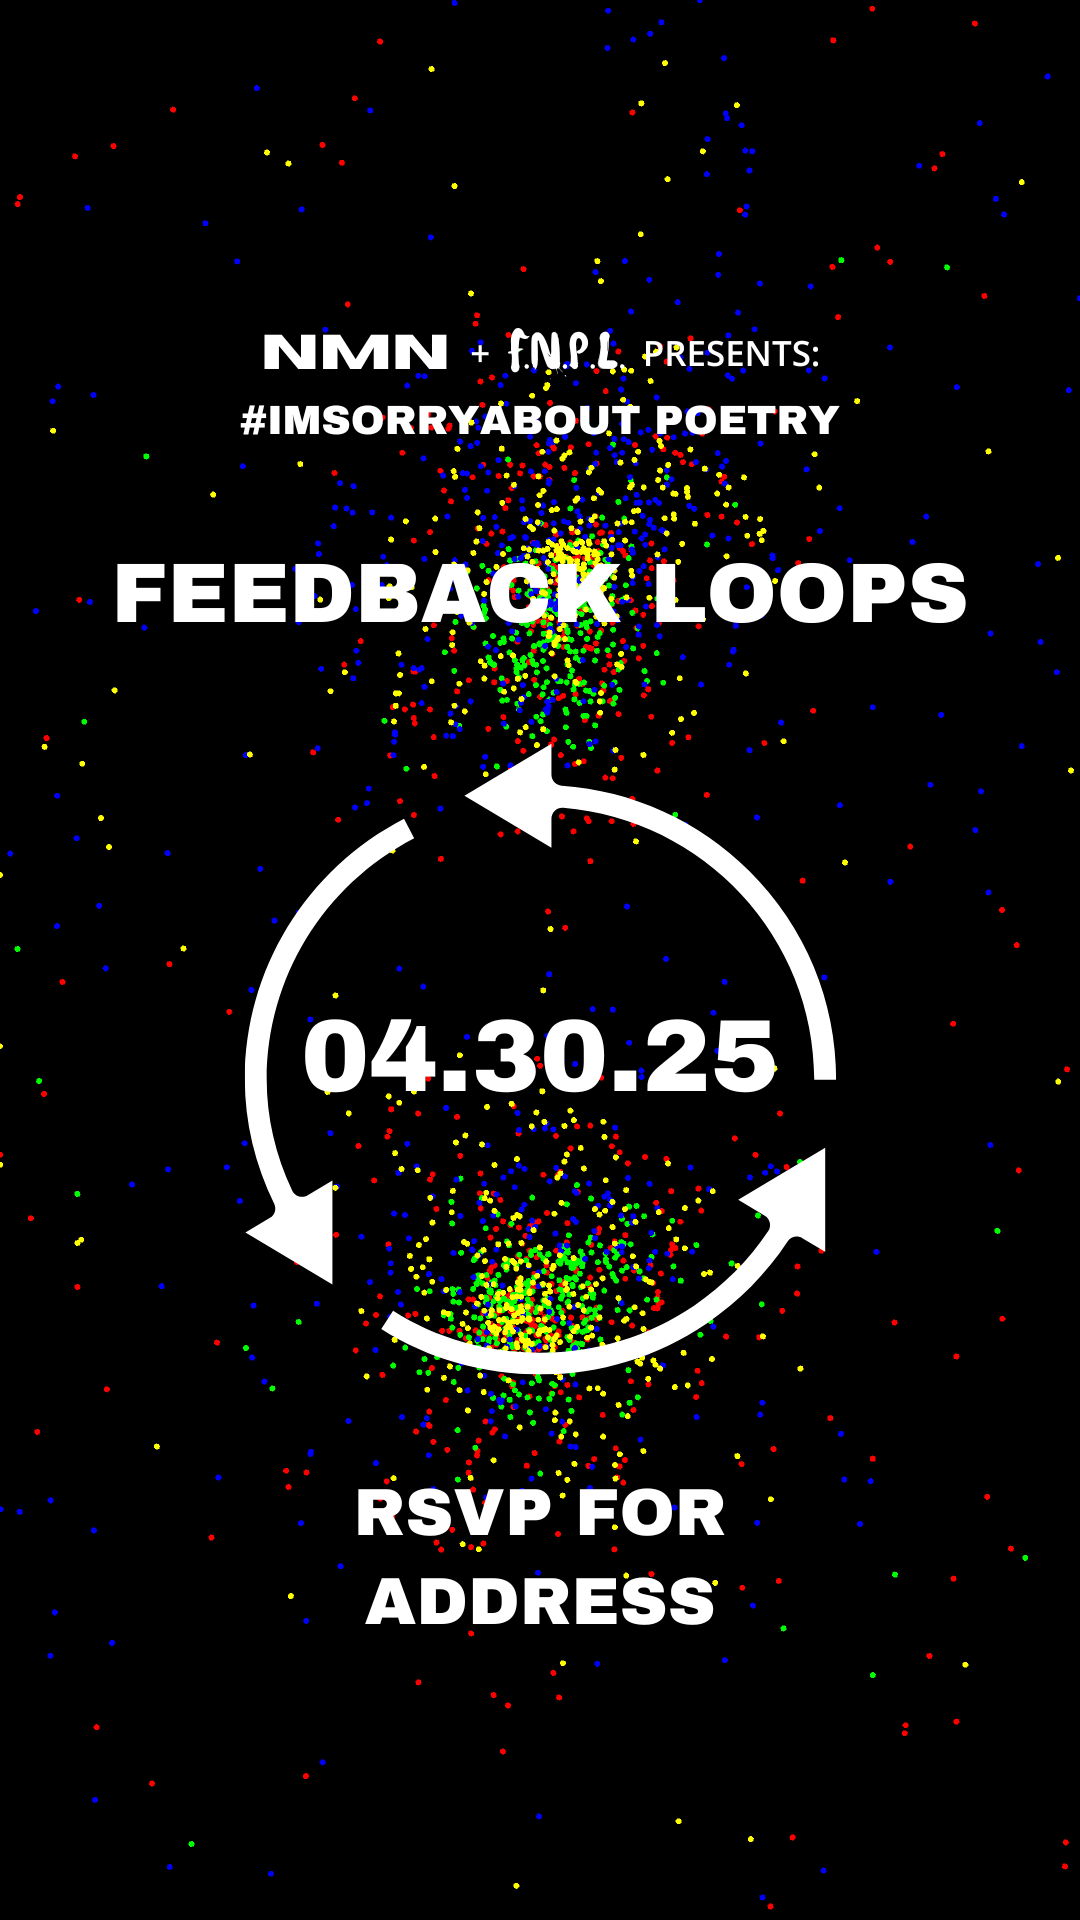 NMN + F.N.P.L. PRESENTS:
#IMSORRYABOUT POETRY
FEEDBACK LOOPS
04.30.25
RSVP FOR
ADDRESS